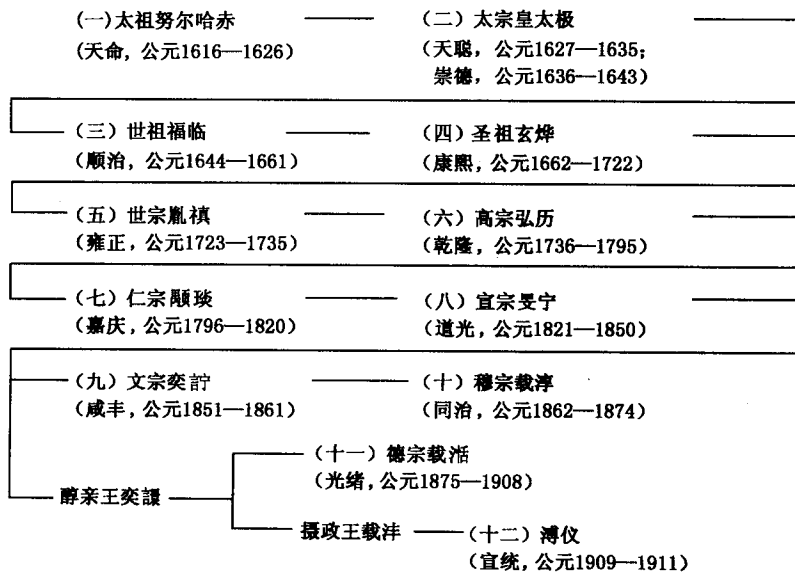 (一)太祖努尔哈赤
(二)太宗皇太极
(天命,公元1616—1626)
(天聪,公元1627—1635;
崇德,公元1636—1643)
(三)世祖福临
(四)圣祖玄烨
(顺治,公元1644—1661)
(康熙,公元1662—1722)
(五)世宗胤禛
(六)高宗弘历
(雍正,公元1723—1735)
(乾隆,公元1736—1795)
(七)仁宗颙琰
(八)宣宗旻宁
(嘉庆,公元1796—1820)
(道光,公元1821—1850)
(九)文宗奕詝
(十)穆宗载淳
(咸丰,公元1851—1861)
(同治,公元1862—1874)
(十一)德宗载湉
(光绪,公元1875—1908)
醇亲王奕譞
摄政王载沣
(十二)溥仪
(宣统,公元1909—1911)